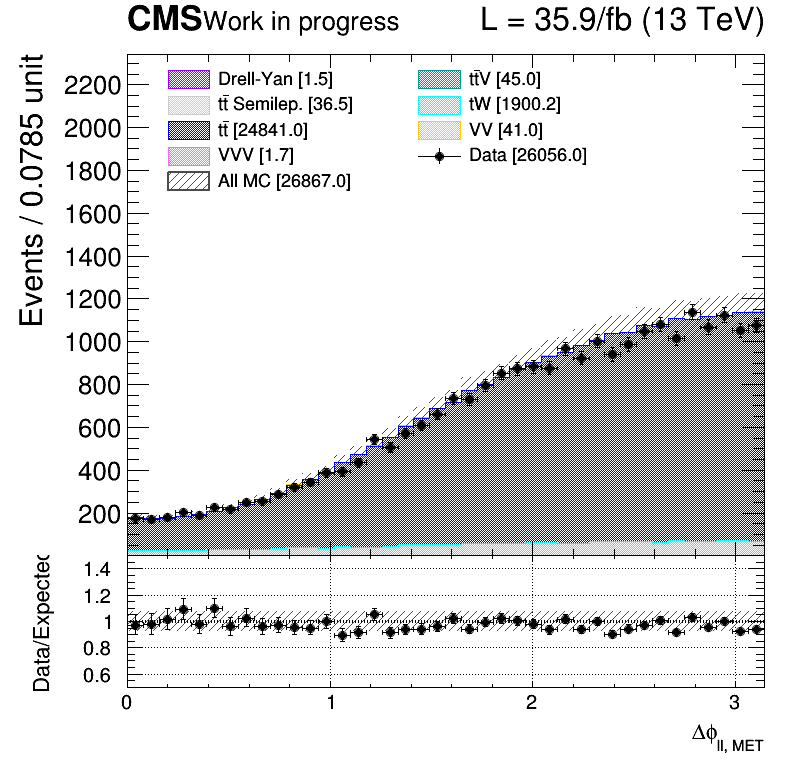 CMS Work in progress L = 35.9/fb (13 TeV)
Events / 0.0785 unit
2200
2000
1800
1600
1400
1200
1000
800
600
400
200
Drell-Yan [1.5]
tt̄ Semilep. [36.5]
tt̄ [24841.0]
VVV [1.7]
All MC [26867.0]
tt̄V [45.0]
tW [1900.2]
VV [41.0]
Data [26056.0]
Data/Expected
1.4
1.2
1
0.8
0.6
0 1 2 3
Δϕll, MET